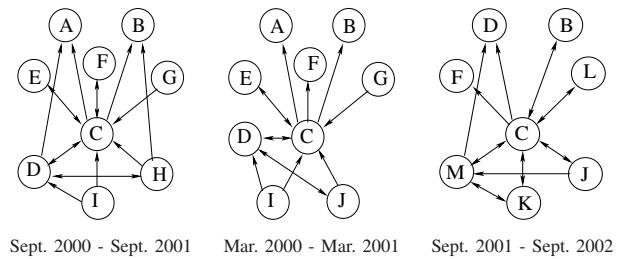 A B A B D B
E F G E F G F L
C C C
D H D M J
I I J K
Sept. 2000 - Sept. 2001 Mar. 2000 - Mar. 2001 Sept. 2001 - Sept. 2002